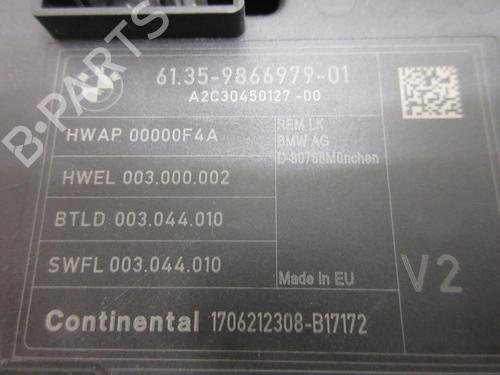 61.35-9866979-01
A2C30450127-00
HWAP 00000F4A
HWEL 003.000.002
BTLD 003.044.010
SWFL 003.044.010
REM LK
BMW AG
D-80788München
Made in EU
V2
Continental 1706212308-B17172
B-PARTS